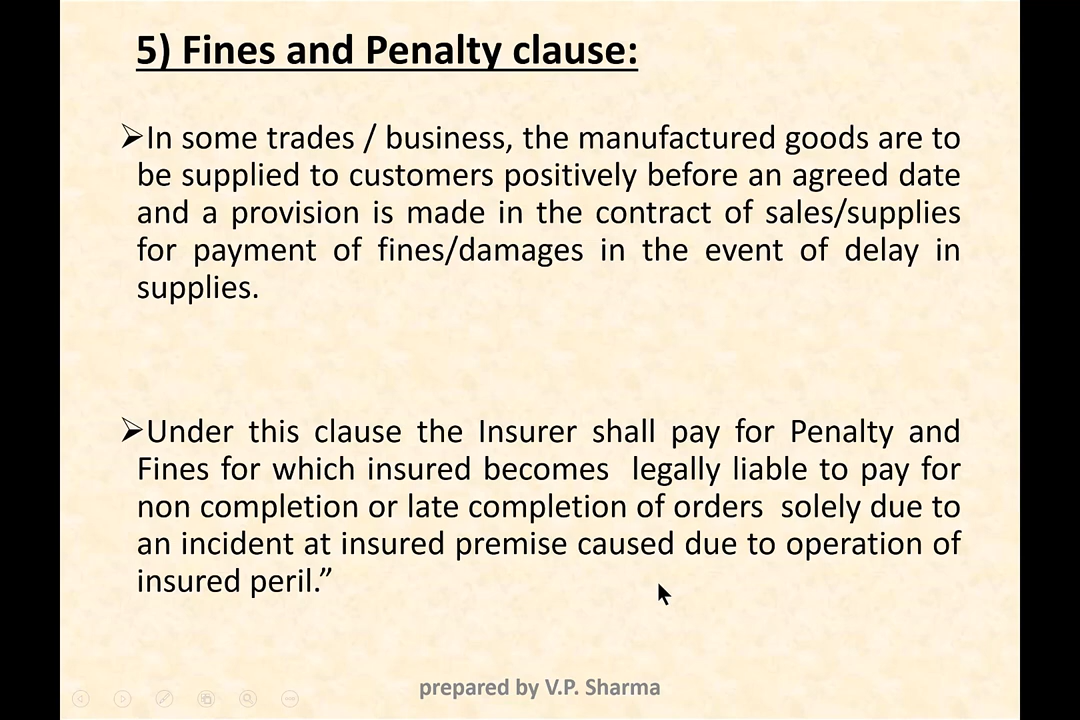 5) Fines and Penalty clause:
➢In some trades / business, the manufactured goods are to
be supplied to customers positively before an agreed date
and a provision is made in the contract of sales/supplies
for payment of fines/damages in the event of delay in
supplies.
➢Under this clause the Insurer shall pay for Penalty and
Fines for which insured becomes  legally liable to pay for
non completion or late completion of orders  solely due to
an incident at insured premise caused due to operation of
insured peril.”
prepared by V.P. Sharma